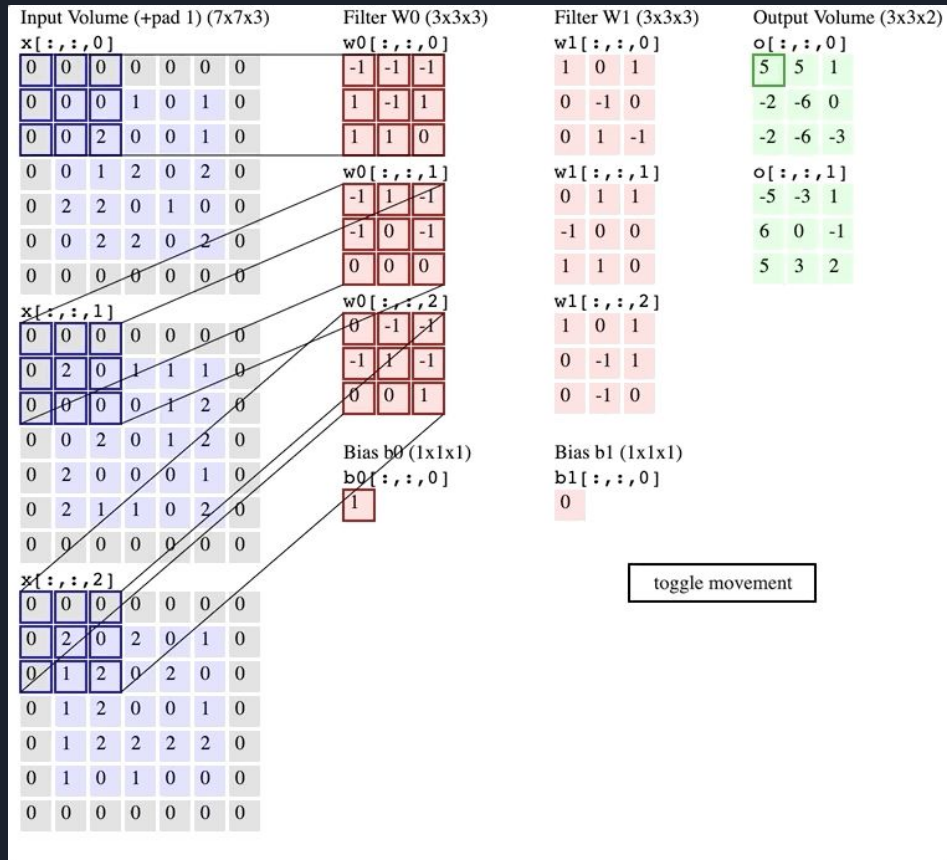 Input Volume (+pad 1) (7x7x3)
x[:,:,0]
0 0 0 0 0 0 0
0 0 0 1 0 1 0
0 0 2 0 0 1 0
0 0 1 2 0 2 0
0 2 2 0 1 0 0
0 0 2 2 0 2 0
0 0 0 0 0 0 0
x[:,:,1]
0 0 0 0 0 0 0
0 2 0 1 1 1 0
0 0 0 0 1 2 0
0 0 2 0 1 2 0
0 2 0 0 0 1 0
0 2 1 1 0 2 0
0 0 0 0 0 0 0
x[:,:,2]
0 0 0 0 0 0 0
0 2 0 2 0 1 0
0 1 2 0 2 0 0
0 1 2 0 0 1 0
0 1 2 2 2 2 0
0 1 0 1 0 0 0
0 0 0 0 0 0 0
Filter W0 (3x3x3)
w0[:,:,0]
-1 -1 -1
1 -1 1
1 1 0
w0[:,:,1]
-1 1 -1
-1 0 -1
0 0 0
w0[:,:,2]
0 -1 -1
-1 1 -1
0 0 1
Bias b0 (1x1x1)
b0[:,:,0]
1
Filter W1 (3x3x3)
w1[:,:,0]
1 0 1
0 -1 0
0 1 -1
w1[:,:,1]
0 1 1
-1 0 0
1 1 0
w1[:,:,2]
1 0 1
0 -1 1
0 -1 0
Bias b1 (1x1x1)
b1[:,:,0]
0
Output Volume (3x3x2)
o[:,:,0]
5 5 1
-2 -6 0
-2 -6 -3
o[:,:,1]
-5 -3 1
6 0 -1
5 3 2
toggle movement